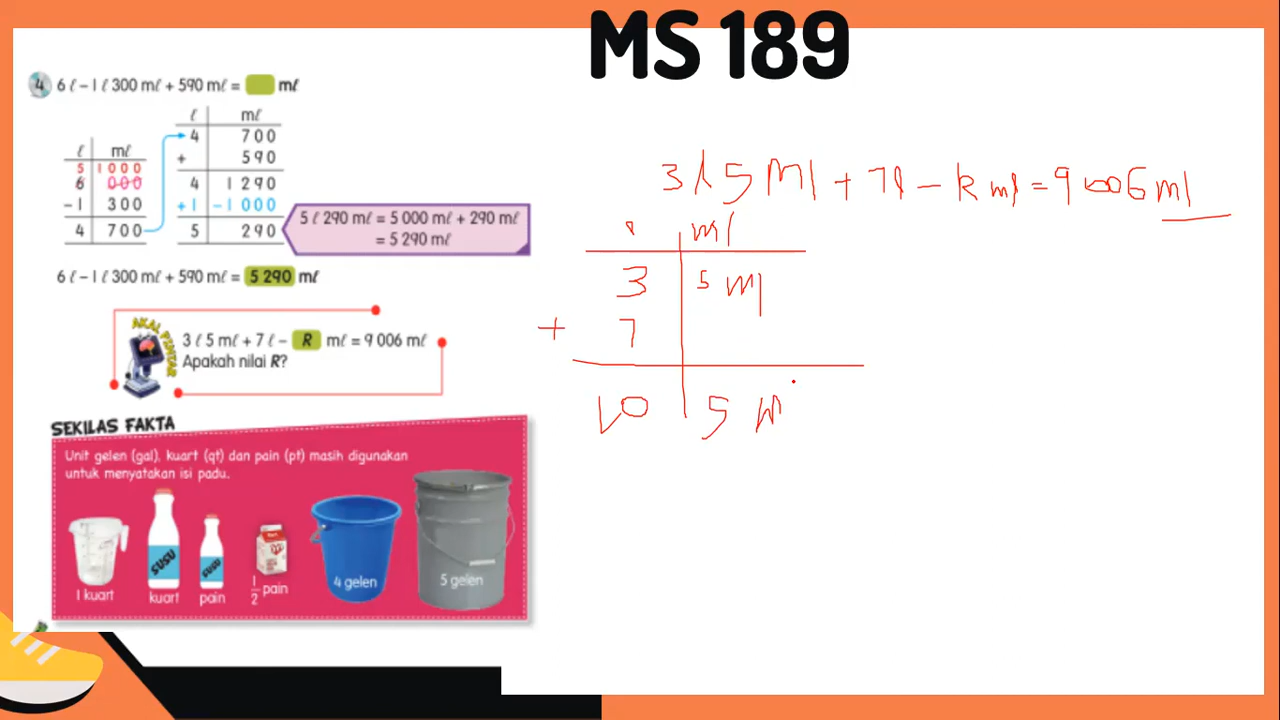 MS 189
4 6 ℓ − 1 ℓ 300 mℓ + 590 mℓ = mℓ
ℓ mℓ
4 700
+ 590
4 1 290
+1 −1 000
5 290
ℓ mℓ
5 1 0 0 0
6 000
−1 300
4 700
5 ℓ 290 mℓ = 5 000 mℓ + 290 mℓ
= 5 290 mℓ
6 ℓ − 1 ℓ 300 mℓ + 590 mℓ = 5 290 mℓ
AKAL PINTAR
3 ℓ 5 mℓ + 7 ℓ − R mℓ = 9 006 mℓ
Apakah nilai R?
SEKILAS FAKTA
Unit gelen (gal), kuart (qt) dan pain (pt) masih digunakan
untuk menyatakan isi padu.
SUSU
SUSU
1 kuart
kuart
pain
1/2 pain
4 gelen
5 gelen
3 l 5 Ml + 7l − R ml = 9 006 ml
ml
3 5 ml
+ 7
10 5 m